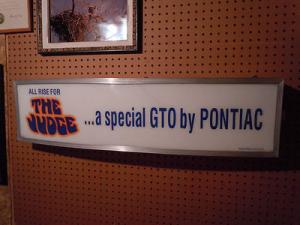 ALL RISE FOR
THE
JUDGE
...a special GTO by PONTIAC